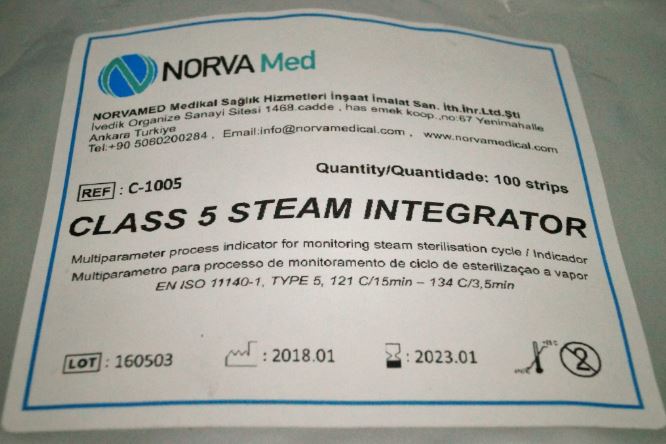 NORVA Med
NORVAMED Medikal Sağlık Hizmetleri İnşaat İmalat San. İth.İhr.Ltd.Şti
İvedik Organize Sanayi Sitesi 1468.cadde , has emek koop.,no:67 Yenimahalle
Ankara Turkiye
Tel:+90 5060200284 , Email:info@norvamedical.com , www.norvamedical.com
Quantity/Quantidade: 100 strips
REF : C-1005
CLASS 5 STEAM INTEGRATOR
Multiparameter process indicator for monitoring steam sterilisation cycle / Indicador
Multiparametro para processo de monitoramento de ciclo de esterilizaçao a vapor
EN ISO 11140-1, TYPE 5, 121 C/15min – 134 C/3,5min
LOT : 160503 : 2018.01 : 2023.01 2